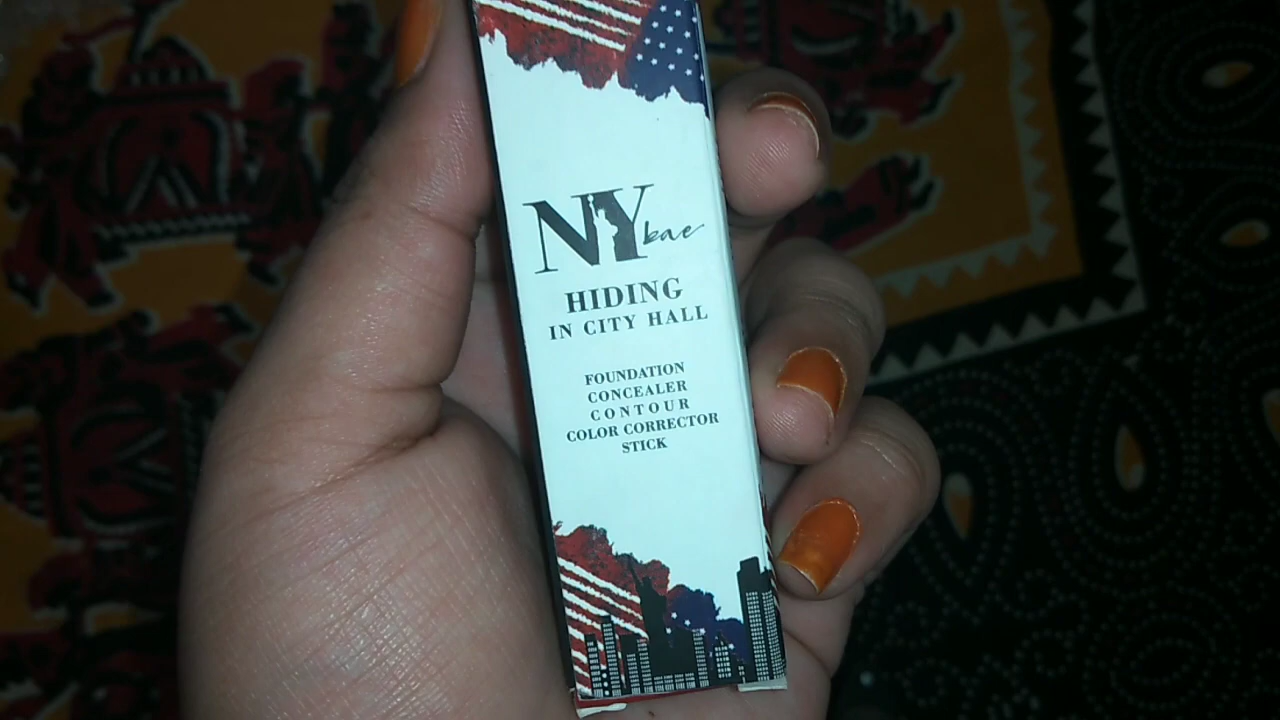 NY bae
HIDING
IN CITY HALL
FOUNDATION
CONCEALER
CONTOUR
COLOR CORRECTOR
STICK